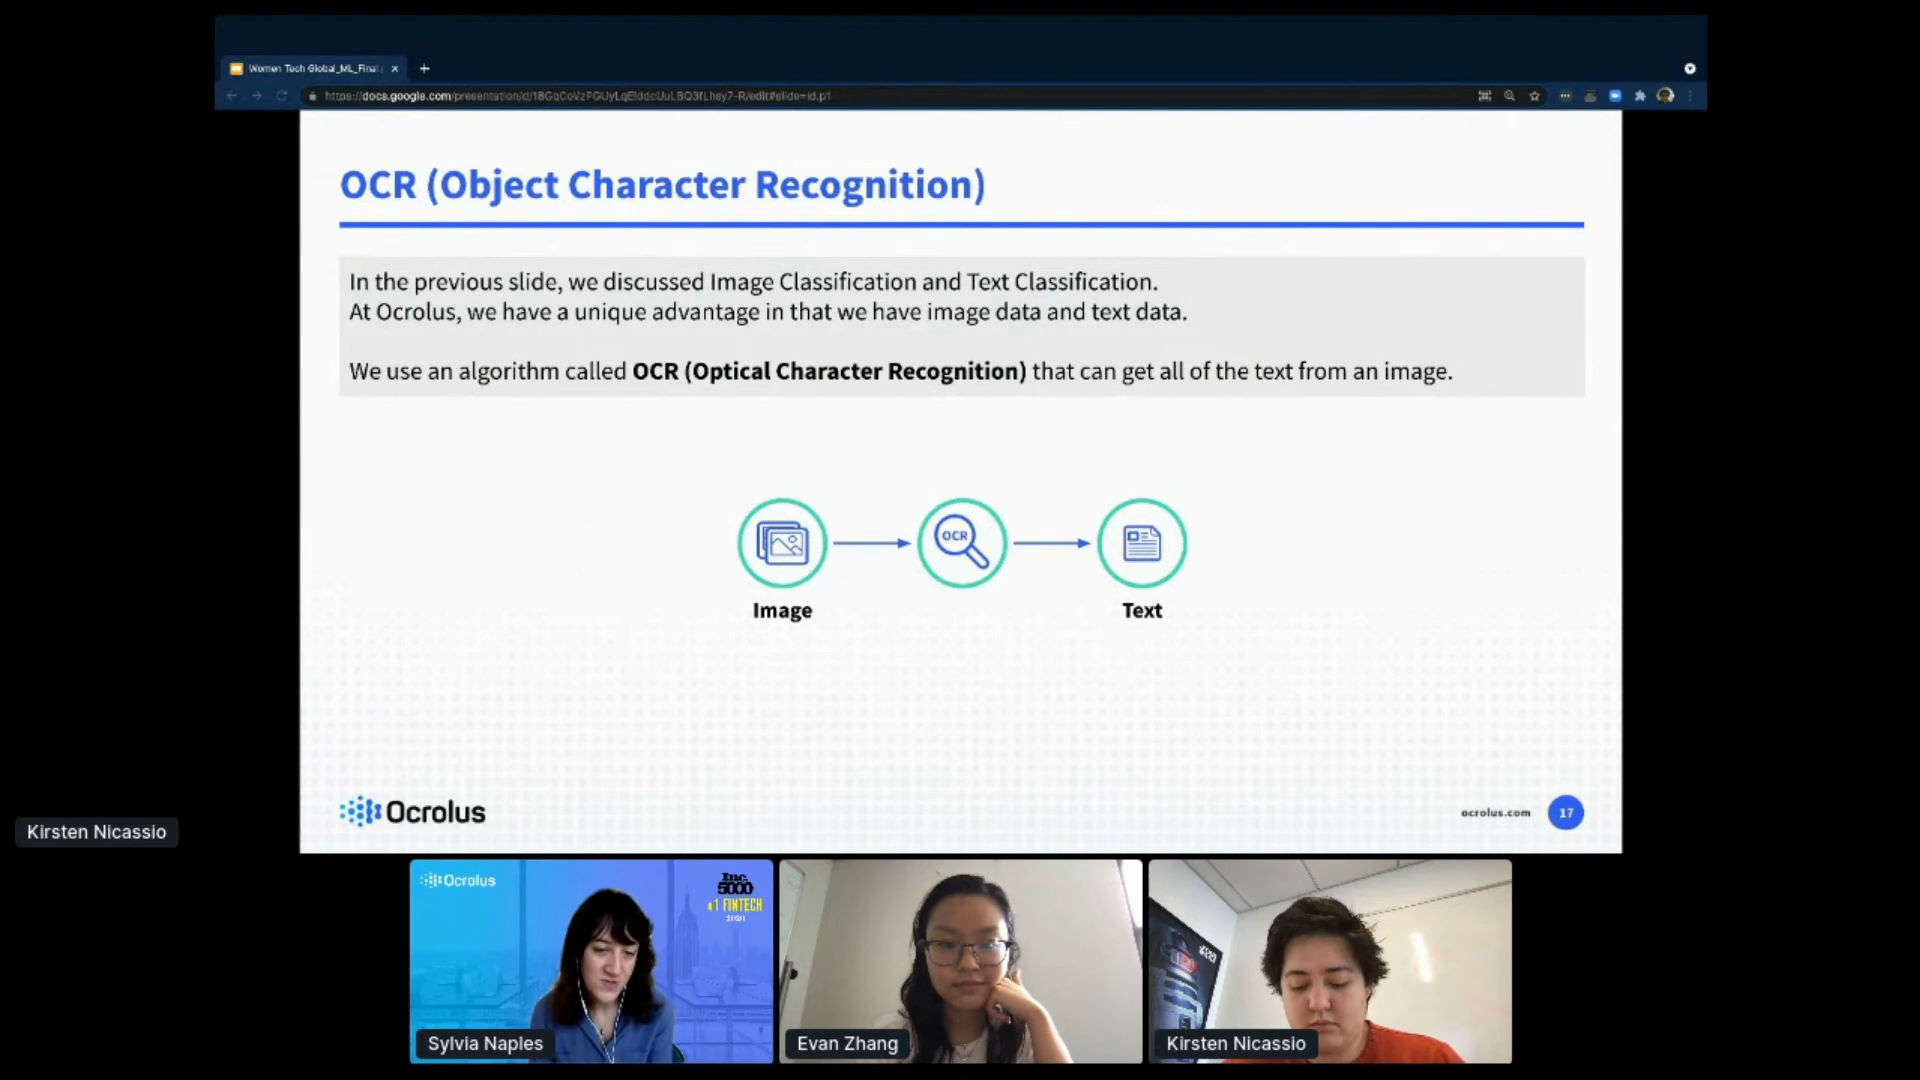 Women Tech Global_ML_Final
https://docs.google.com/presentation/d/
OCR (Object Character Recognition)
In the previous slide, we discussed Image Classification and Text Classification.
At Ocrolus, we have a unique advantage in that we have image data and text data.
We use an algorithm called OCR (Optical Character Recognition) that can get all of the text from an image.
OCR
Image
Text
Ocrolus
ocrolus.com
17
Kirsten Nicassio
Ocrolus
Inc.
5000
#1 FINTECH
2021
Sylvia Naples
Evan Zhang
Kirsten Nicassio